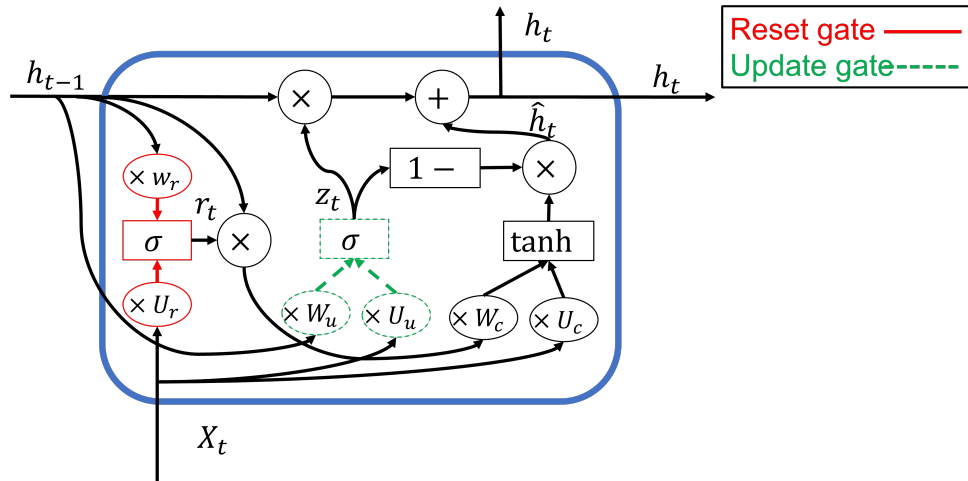 h_t
Reset gate
Update gate
h_{t-1}
h_t
× +
ĥ_t
× w_r
1 − ×
r_t
z_t
σ × σ tanh
× U_r × W_u × U_u × W_c × U_c
X_t